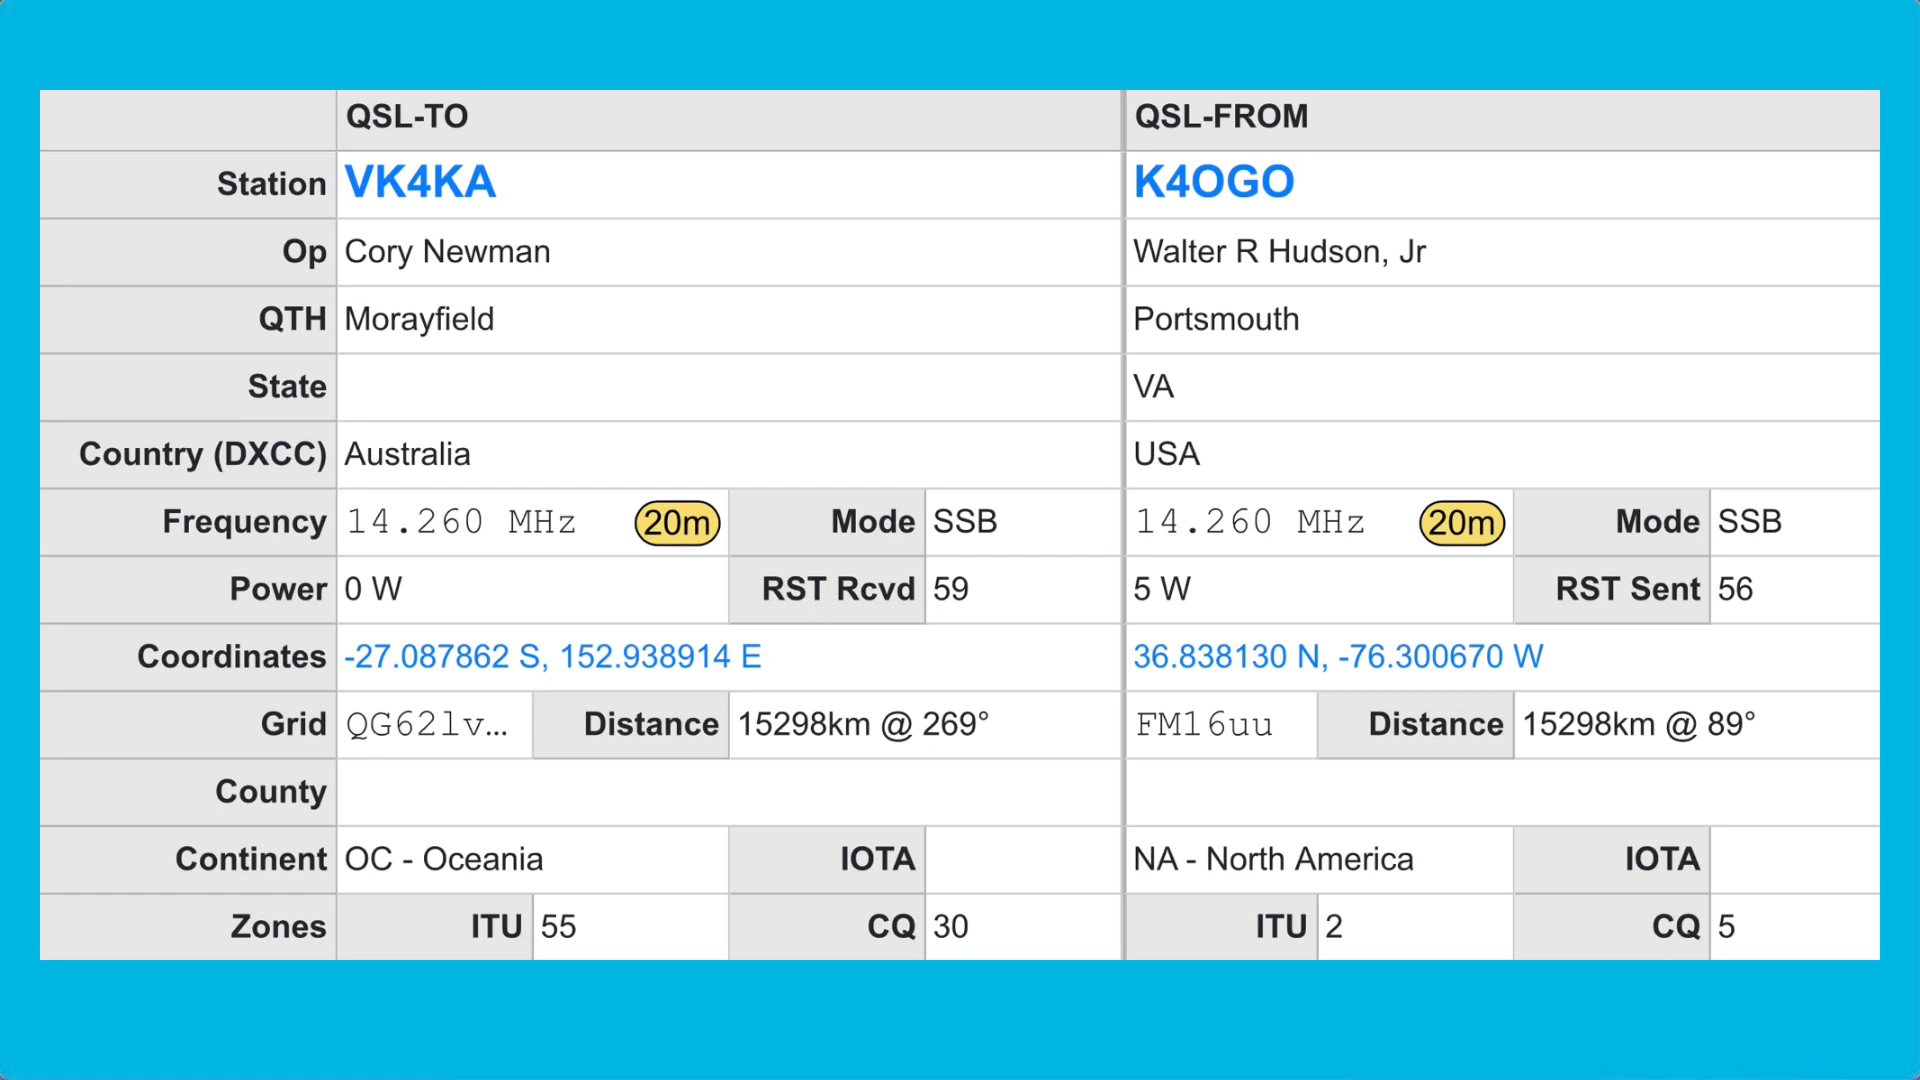 QSL-TO QSL-FROM
Station VK4KA K4OGO
Op Cory Newman Walter R Hudson, Jr
QTH Morayfield Portsmouth
State VA
Country (DXCC) Australia USA
Frequency 14.260 MHz 20m Mode SSB 14.260 MHz 20m Mode SSB
Power 0 W RST Rcvd 59 5 W RST Sent 56
Coordinates -27.087862 S, 152.938914 E 36.838130 N, -76.300670 W
Grid QG62lv... Distance 15298km @ 269° FM16uu Distance 15298km @ 89°
County
Continent OC - Oceania IOTA NA - North America IOTA
Zones ITU 55 CQ 30 ITU 2 CQ 5